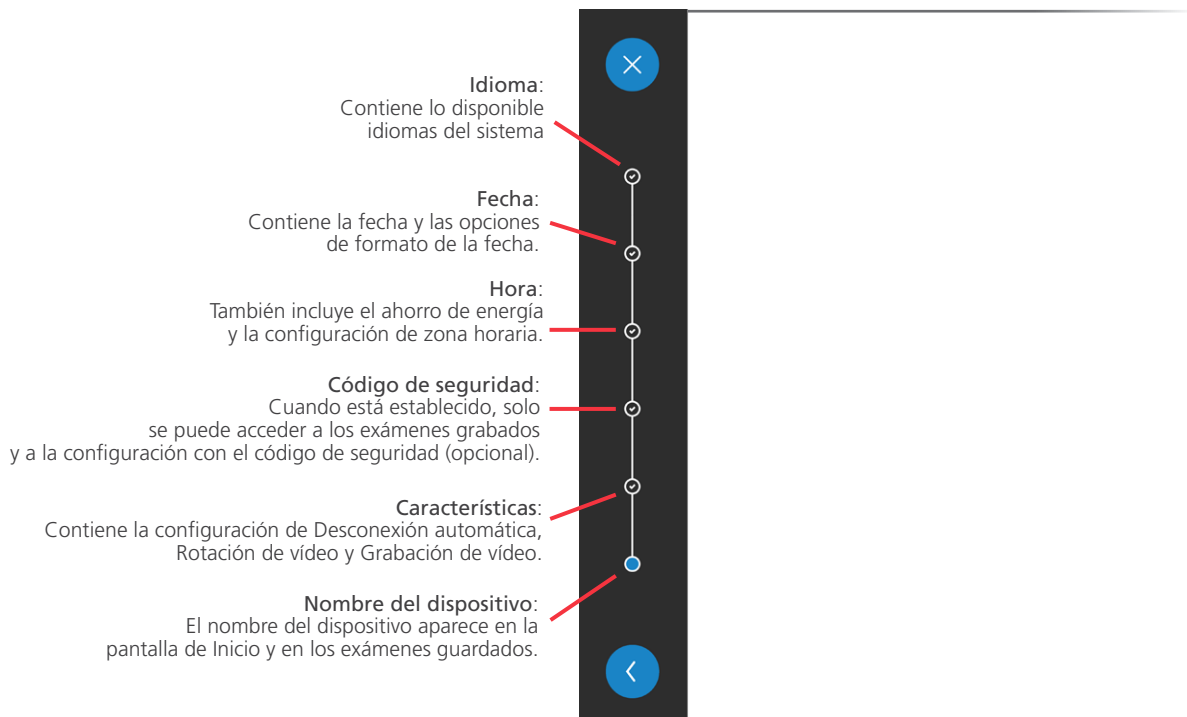 Idioma:
Contiene lo disponible
idiomas del sistema
Fecha:
Contiene la fecha y las opciones
de formato de la fecha.
Hora:
También incluye el ahorro de energía
y la configuración de zona horaria.
Código de seguridad:
Cuando está establecido, solo
se puede acceder a los exámenes grabados
y a la configuración con el código de seguridad (opcional).
Características:
Contiene la configuración de Desconexión automática,
Rotación de vídeo y Grabación de vídeo.
Nombre del dispositivo:
El nombre del dispositivo aparece en la
pantalla de Inicio y en los exámenes guardados.